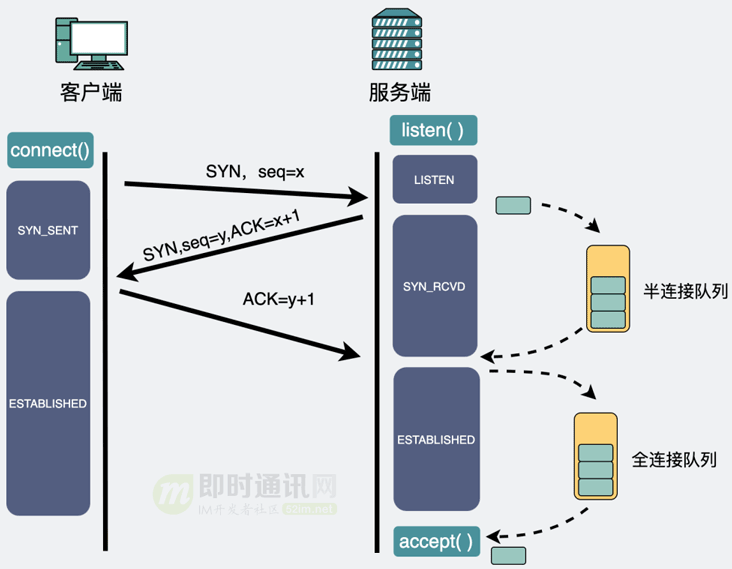 客户端
服务端
connect()
listen( )
SYN，seq=x
LISTEN
SYN_SENT
SYN,seq=y,ACK=x+1
SYN_RCVD
半连接队列
ACK=y+1
ESTABLISHED
ESTABLISHED
全连接队列
即时通讯网
IM开发者社区 52im.net
accept( )